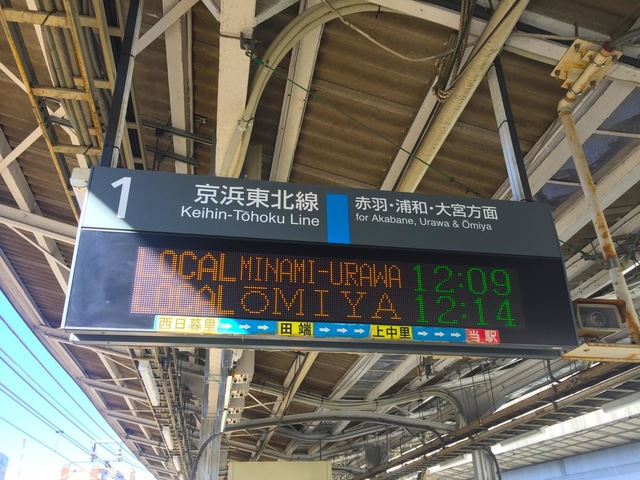 1 京浜東北線 赤羽・浦和・大宮方面
Keihin-Tōhoku Line for Akabane, Urawa & Ōmiya
LOCAL MINAMI-URAWA 12:09
LOCAL ŌMIYA 12:14
西日暮里 → → → 田端 → → → 上中里 → → → 当駅